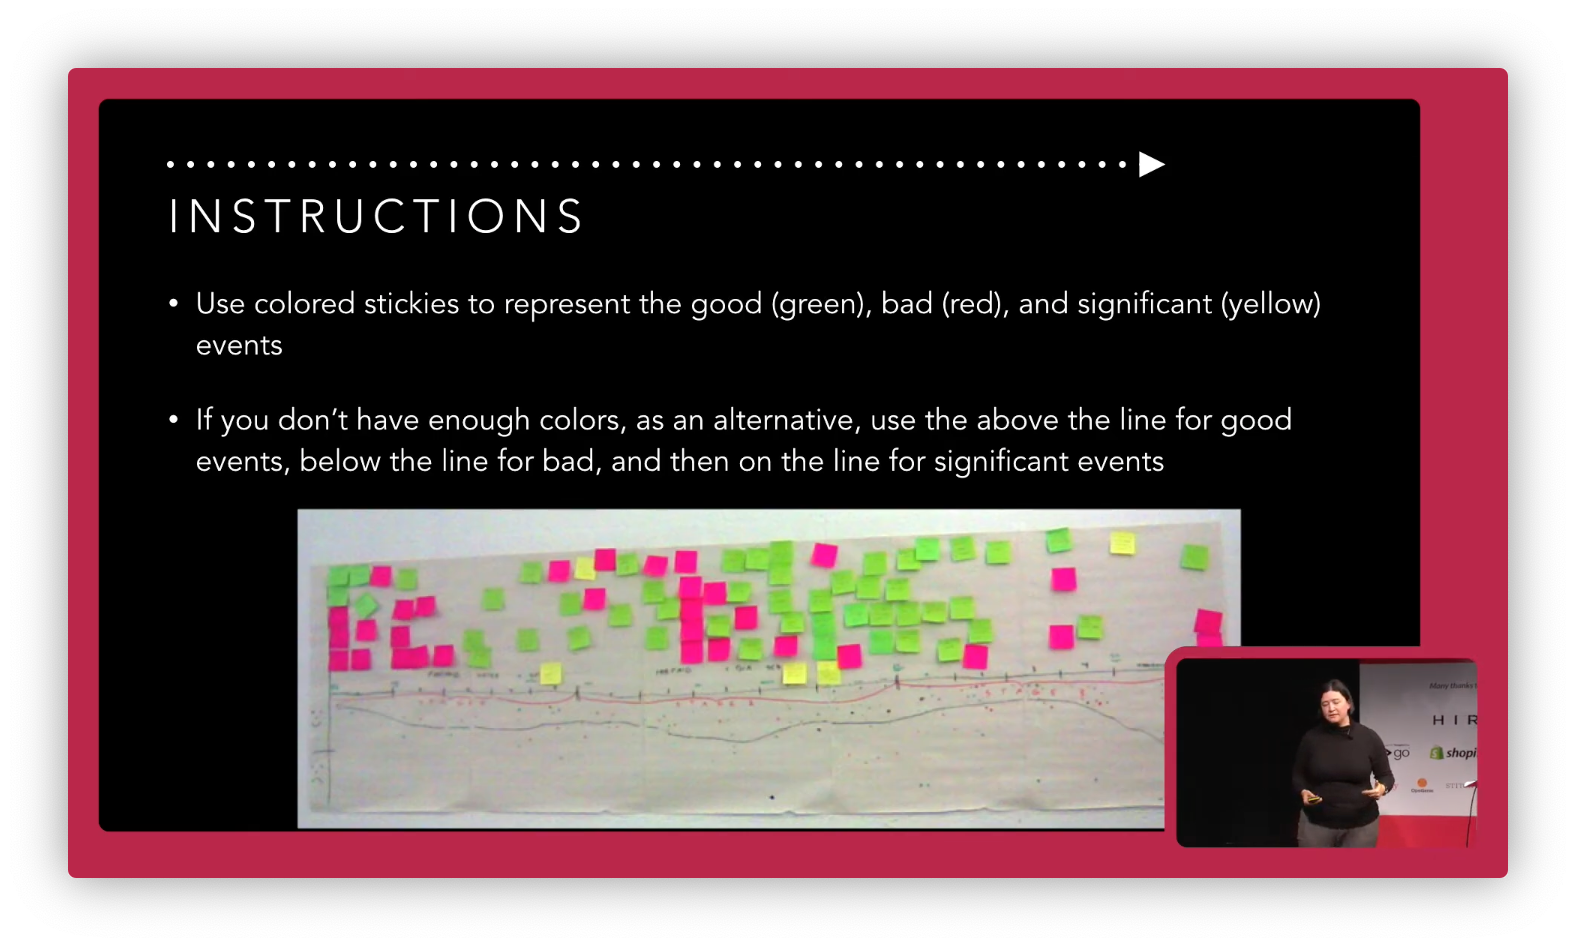 INSTRUCTIONS
• Use colored stickies to represent the good (green), bad (red), and significant (yellow)
events
• If you don’t have enough colors, as an alternative, use the above the line for good
events, below the line for bad, and then on the line for significant events
Many thanks
HIR
go
shopi